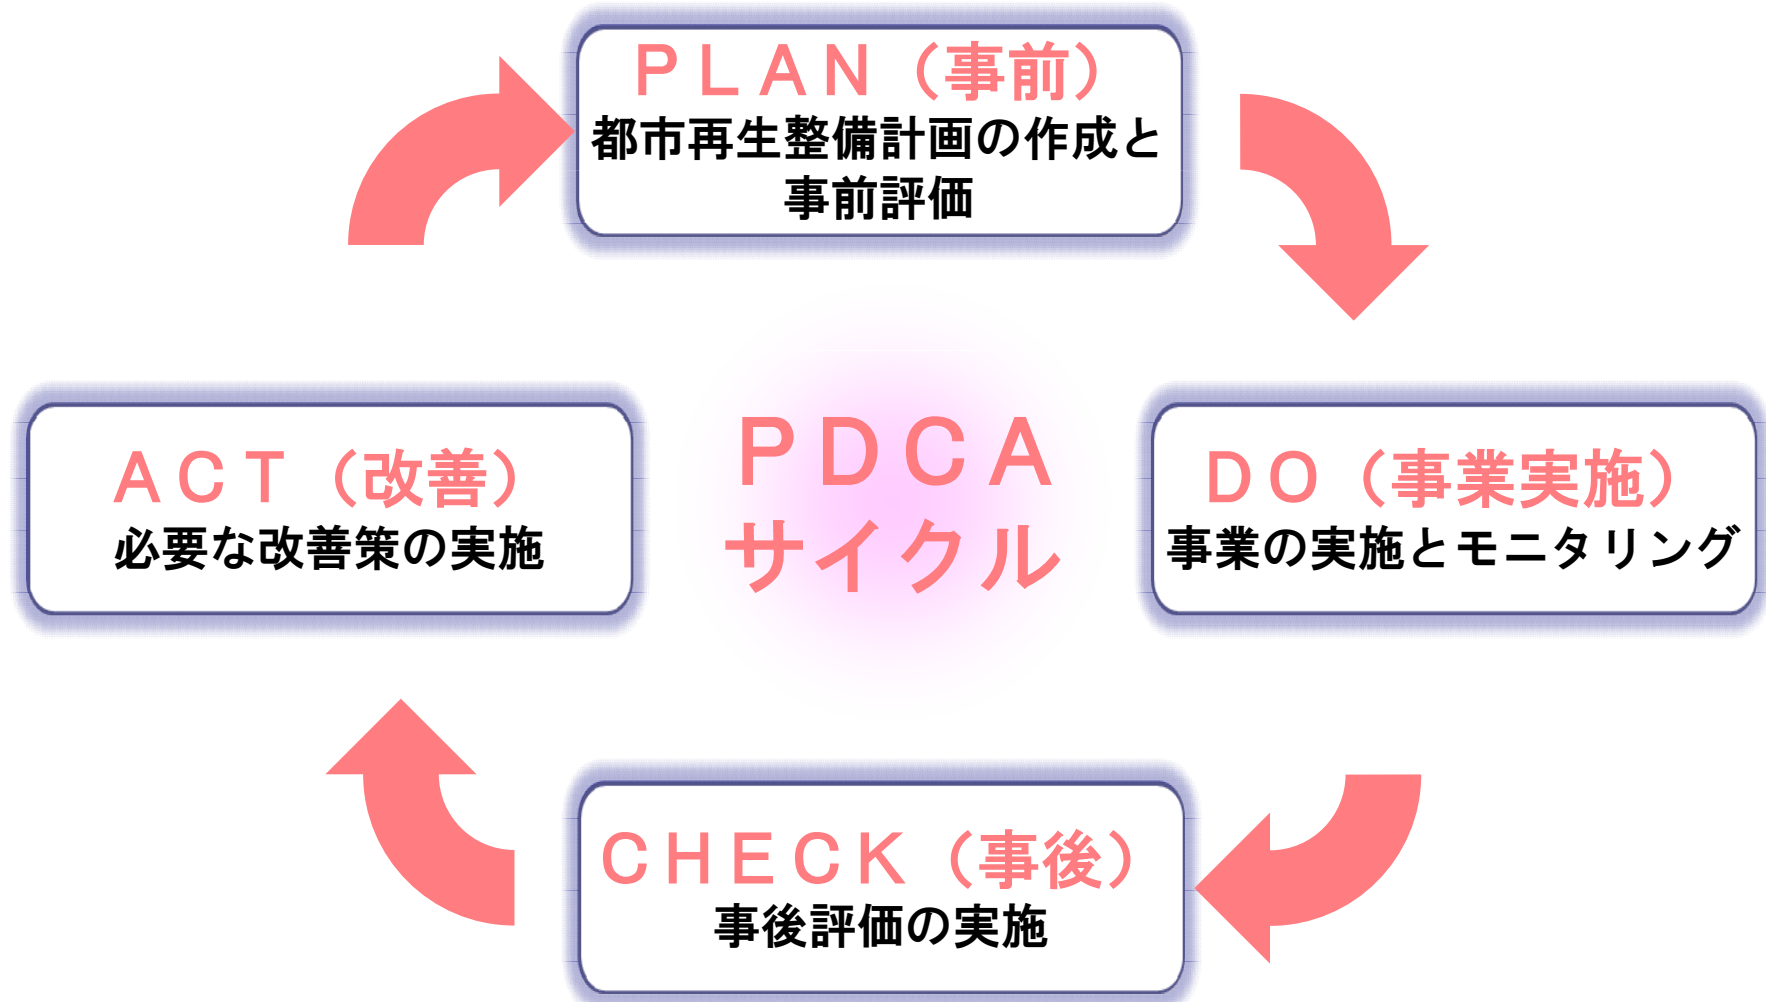 ＰＬＡＮ（事前）
都市再生整備計画の作成と
事前評価
ＡＣＴ（改善）
必要な改善策の実施
ＰＤＣＡ
サイクル
ＤＯ（事業実施）
事業の実施とモニタリング
ＣＨＥＣＫ（事後）
事後評価の実施